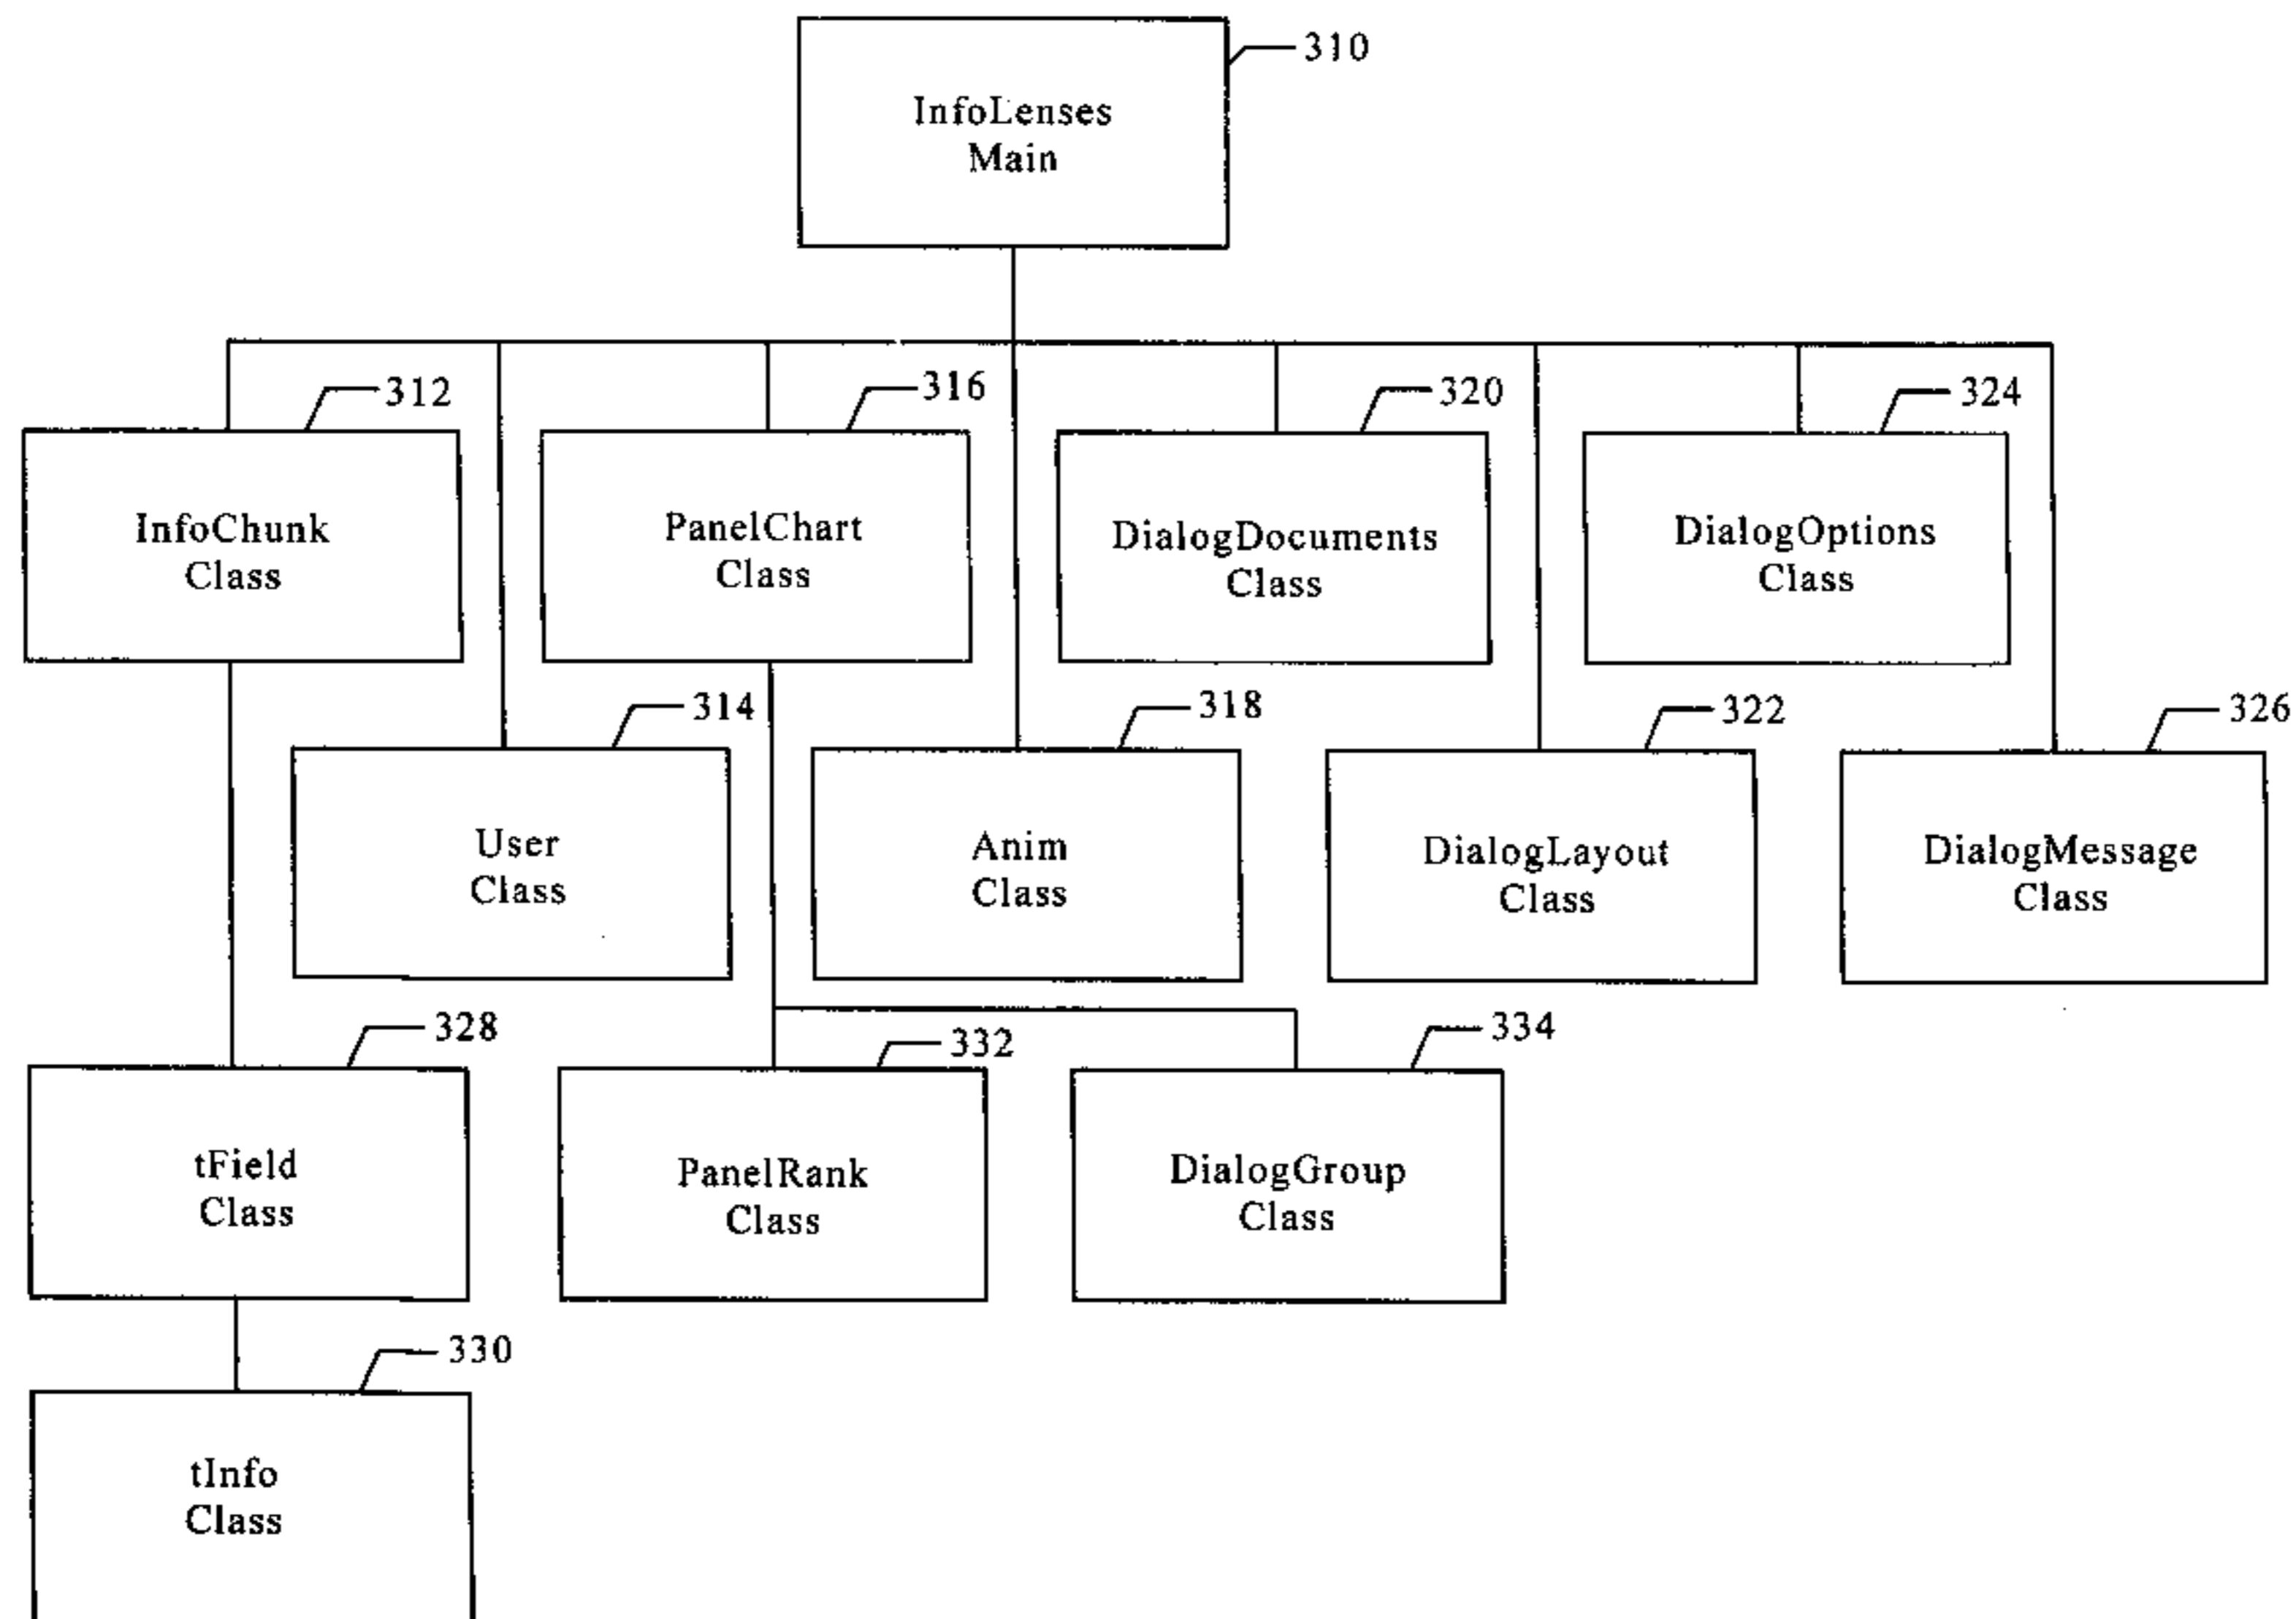 310
InfoLenses
Main
312
316
320
324
InfoChunk
Class
PanelChart
Class
DialogDocuments
Class
DialogOptions
Class
314
318
322
326
User
Class
Anim
Class
DialogLayout
Class
DialogMessage
Class
328
332
334
tField
Class
PanelRank
Class
DialogGroup
Class
330
tInfo
Class